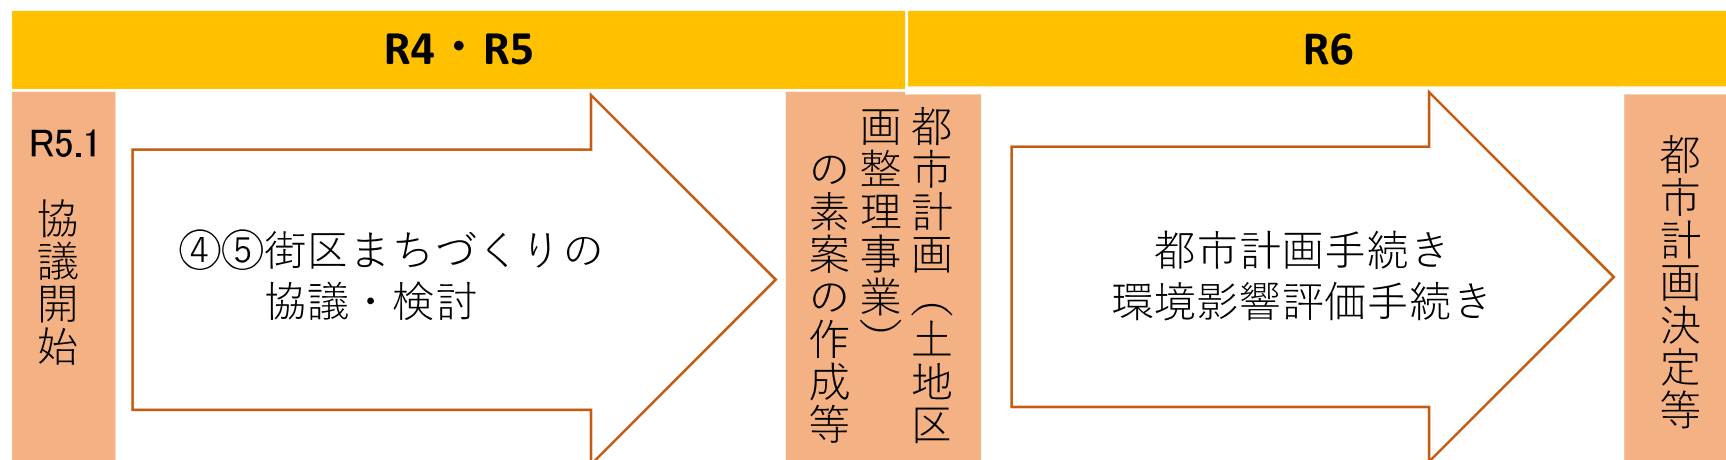 R4・R5
R6
R5.1
協議開始
④⑤街区まちづくりの
協議・検討
都市計画（土地区
画整理事業）
の素案の作成等
都市計画手続き
環境影響評価手続き
都市計画決定等